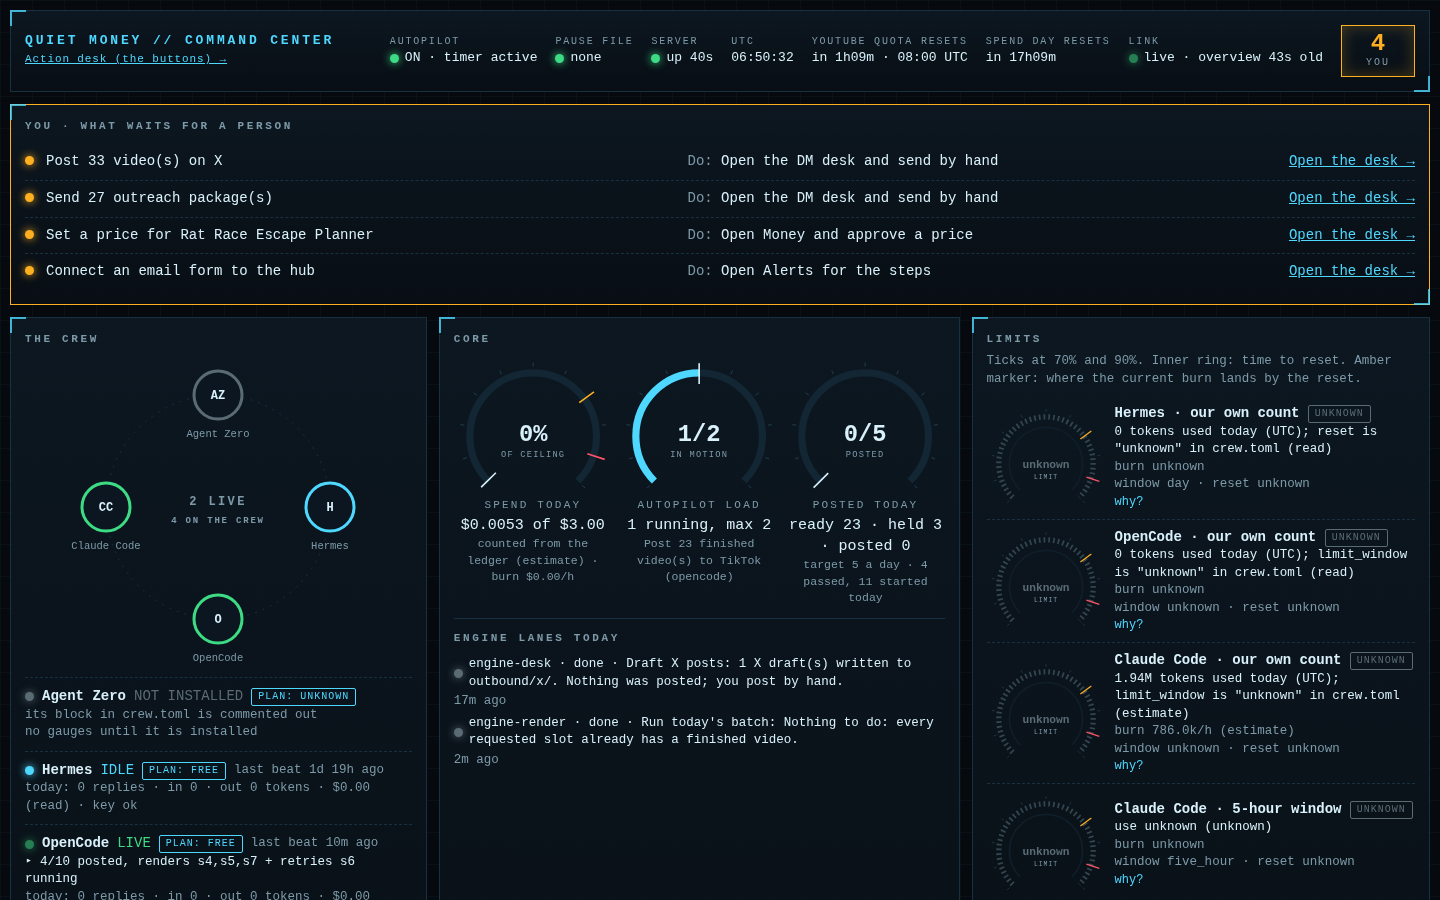 QUIET MONEY // COMMAND CENTER
Action desk (the buttons) →
AUTOPILOT
ON · timer active
PAUSE FILE
none
SERVER
up 40s
UTC
06:50:32
YOUTUBE QUOTA RESETS
in 1h09m · 08:00 UTC
SPEND DAY RESETS
in 17h09m
LINK
live · overview 43s old
4
YOU
YOU · WHAT WAITS FOR A PERSON
Post 33 video(s) on X
Do: Open the DM desk and send by hand
Open the desk →
Send 27 outreach package(s)
Do: Open the DM desk and send by hand
Open the desk →
Set a price for Rat Race Escape Planner
Do: Open Money and approve a price
Open the desk →
Connect an email form to the hub
Do: Open Alerts for the steps
Open the desk →
THE CREW
AZ
Agent Zero
CC
Claude Code
2 LIVE
4 ON THE CREW
H
Hermes
O
OpenCode
Agent Zero NOT INSTALLED PLAN: UNKNOWN
its block in crew.toml is commented out
no gauges until it is installed
Hermes IDLE PLAN: FREE last beat 1d 19h ago
today: 0 replies · in 0 · out 0 tokens · $0.00
(read) · key ok
OpenCode LIVE PLAN: FREE last beat 10m ago
‣ 4/10 posted, renders s4,s5,s7 + retries s6
running
today: 0 replies · in 0 · out 0 tokens · $0.00
CORE
0%
OF CEILING
SPEND TODAY
$0.0053 of $3.00
counted from the
ledger (estimate) ·
burn $0.00/h
1/2
IN MOTION
AUTOPILOT LOAD
1 running, max 2
Post 23 finished
video(s) to TikTok
(opencode)
0/5
POSTED
POSTED TODAY
ready 23 · held 3
· posted 0
target 5 a day · 4
passed, 11 started
today
ENGINE LANES TODAY
engine-desk · done · Draft X posts: 1 X draft(s) written to
outbound/x/. Nothing was posted; you post by hand.
17m ago
engine-render · done · Run today's batch: Nothing to do: every
requested slot already has a finished video.
2m ago
LIMITS
Ticks at 70% and 90%. Inner ring: time to reset. Amber
marker: where the current burn lands by the reset.
unknown
LIMIT
Hermes · our own count UNKNOWN
0 tokens used today (UTC); reset is
"unknown" in crew.toml (read)
burn unknown
window day · reset unknown
why?
unknown
LIMIT
OpenCode · our own count UNKNOWN
0 tokens used today (UTC); limit_window
is "unknown" in crew.toml (read)
burn unknown
window unknown · reset unknown
why?
unknown
LIMIT
Claude Code · our own count UNKNOWN
1.94M tokens used today (UTC);
limit_window is "unknown" in crew.toml
(estimate)
burn 786.0k/h (estimate)
window unknown · reset unknown
why?
unknown
LIMIT
Claude Code · 5-hour window UNKNOWN
use unknown (unknown)
burn unknown
window five_hour · reset unknown
why?